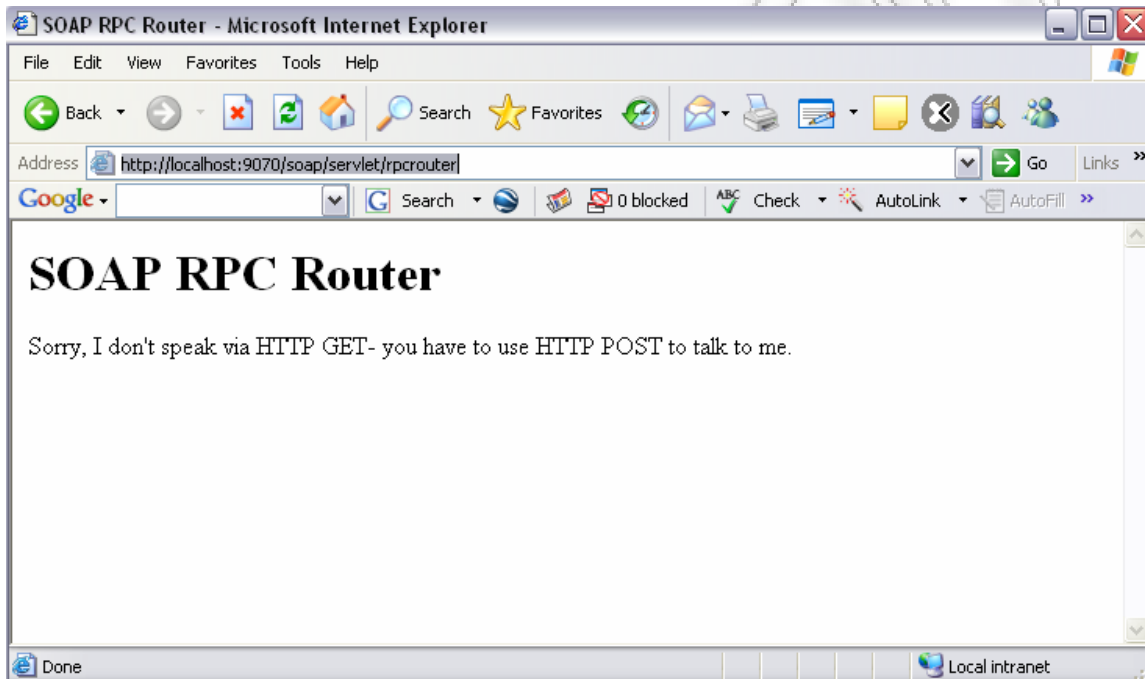 SOAP RPC Router - Microsoft Internet Explorer
File Edit View Favorites Tools Help
Back Search Favorites
Address http://localhost:9070/soap/servlet/rpcrouter Go Links »
Google Search 0 blocked ABC Check AutoLink AutoFill »
SOAP RPC Router
Sorry, I don't speak via HTTP GET- you have to use HTTP POST to talk to me.
Done Local intranet